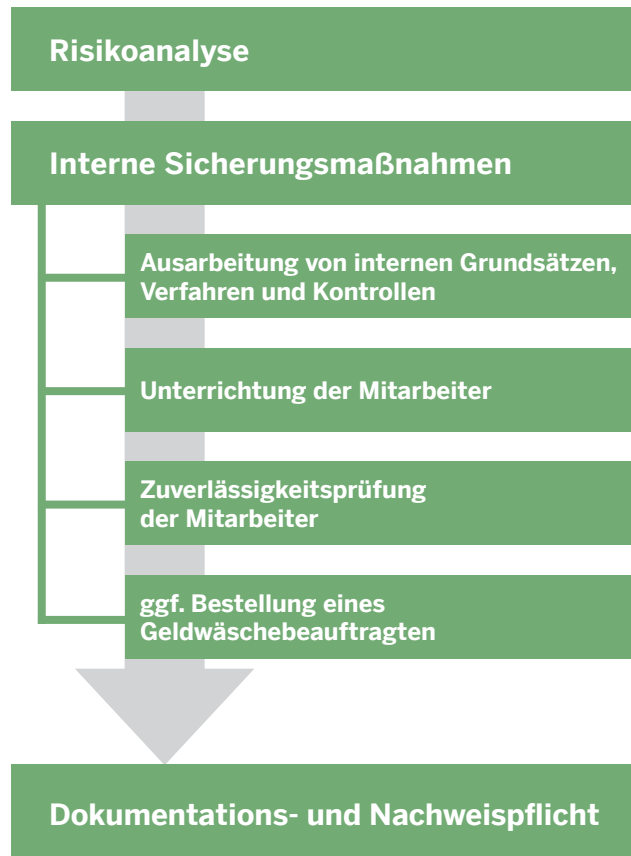 Risikoanalyse
Interne Sicherungsmaßnahmen
Ausarbeitung von internen Grundsätzen,
Verfahren und Kontrollen
Unterrichtung der Mitarbeiter
Zuverlässigkeitsprüfung
der Mitarbeiter
ggf. Bestellung eines
Geldwäschebeauftragten
Dokumentations- und Nachweispflicht